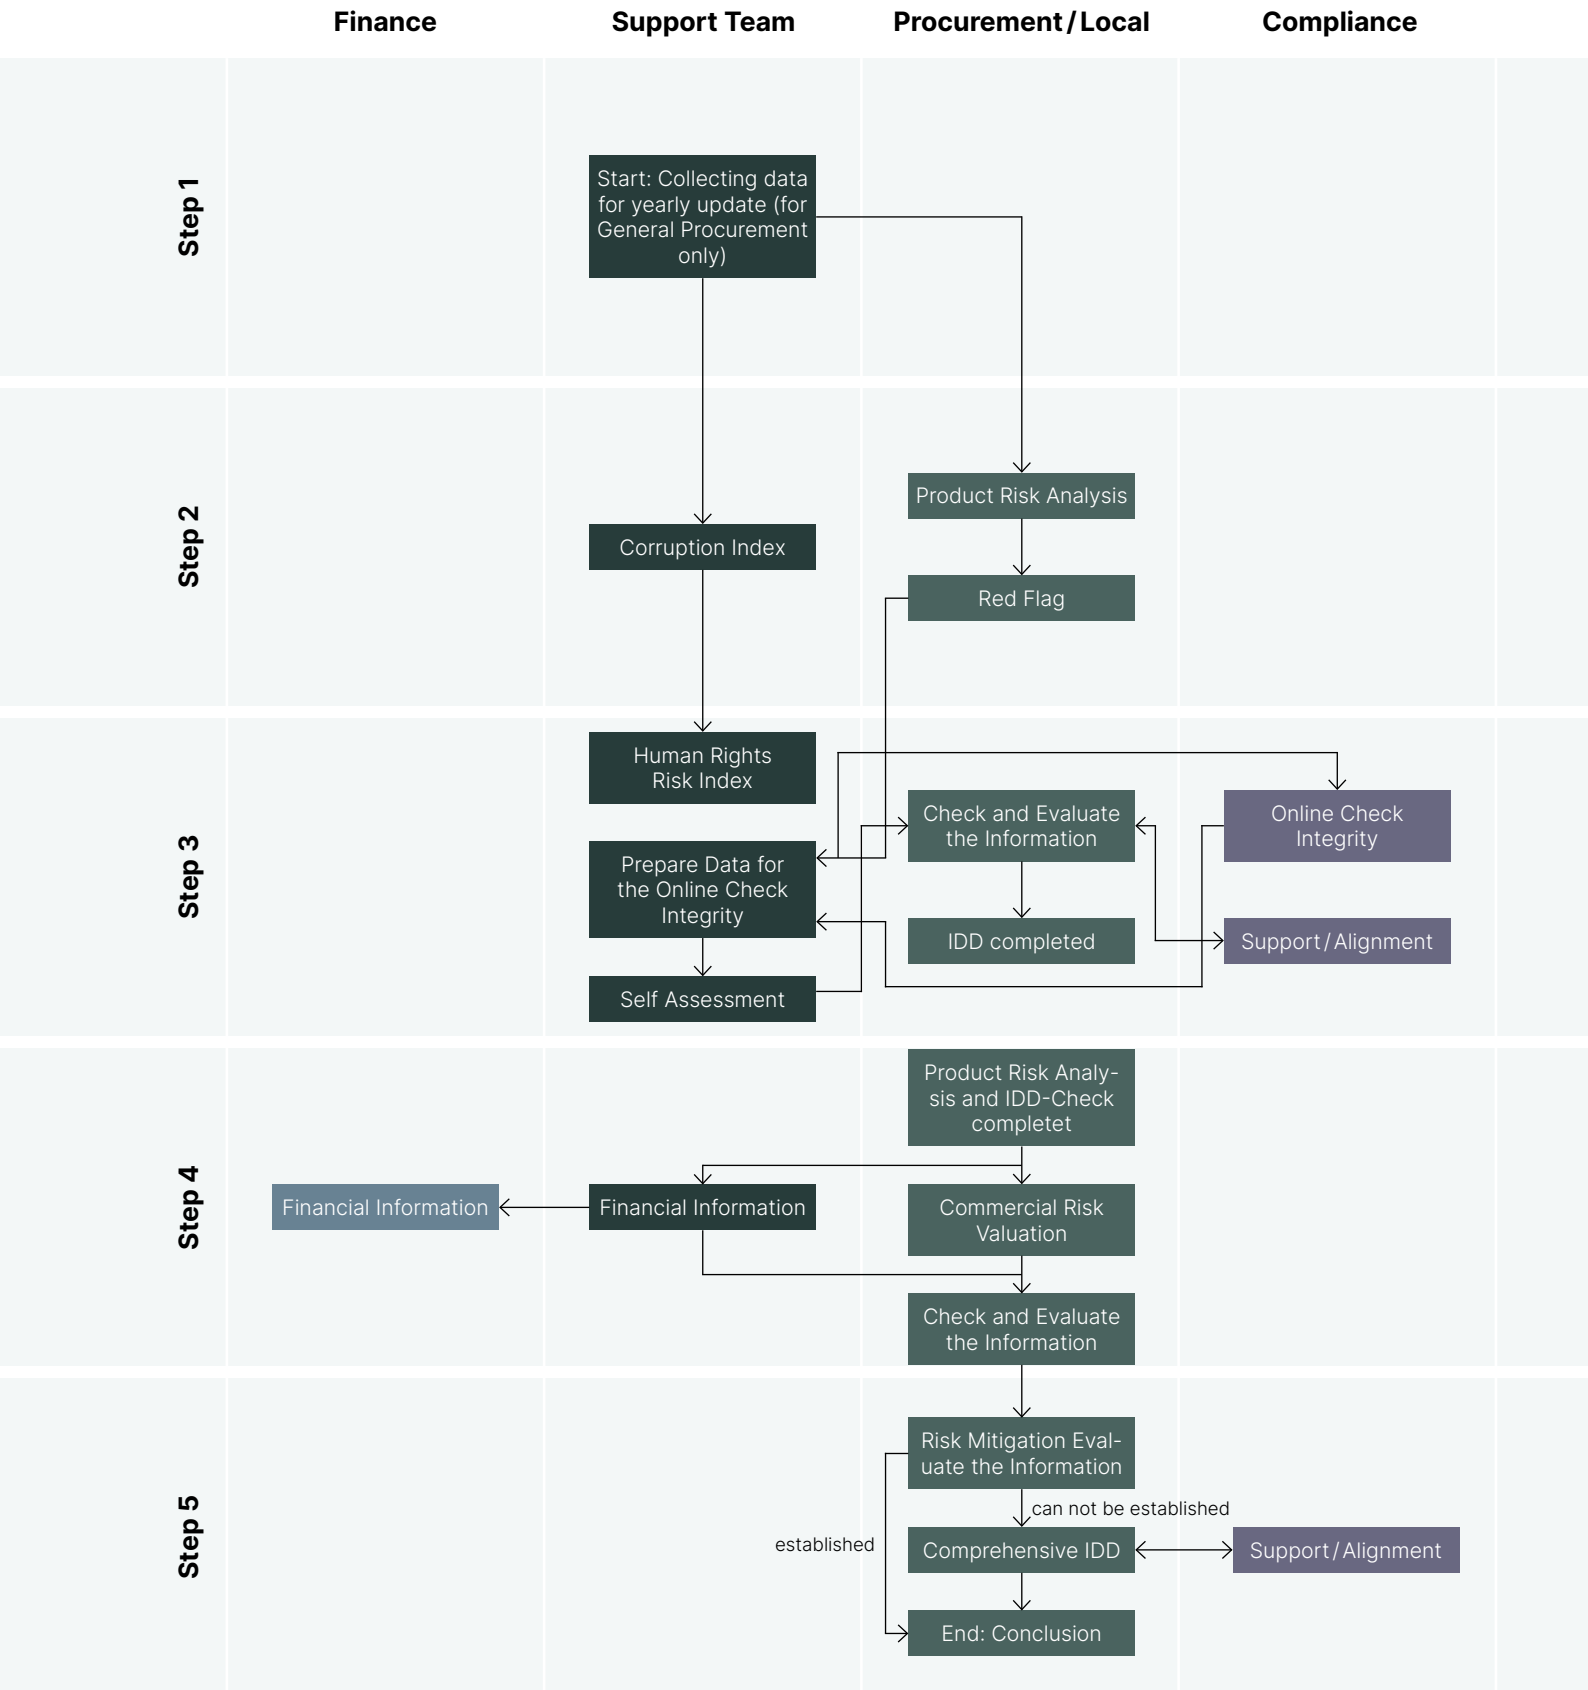 Finance
Support Team
Procurement/Local
Compliance
Step 1
Start: Collecting data
for yearly update (for
General Procurement
only)
Step 2
Product Risk Analysis
Corruption Index
Red Flag
Step 3
Human Rights
Risk Index
Check and Evaluate
the Information
Online Check
Integrity
Prepare Data for
the Online Check
Integrity
IDD completed
Support/Alignment
Self Assessment
Step 4
Product Risk Analy-
sis and IDD-Check
completet
Financial Information
Financial Information
Commercial Risk
Valuation
Check and Evaluate
the Information
Step 5
Risk Mitigation Eval-
uate the Information
can not be established
established
Comprehensive IDD
Support/Alignment
End: Conclusion